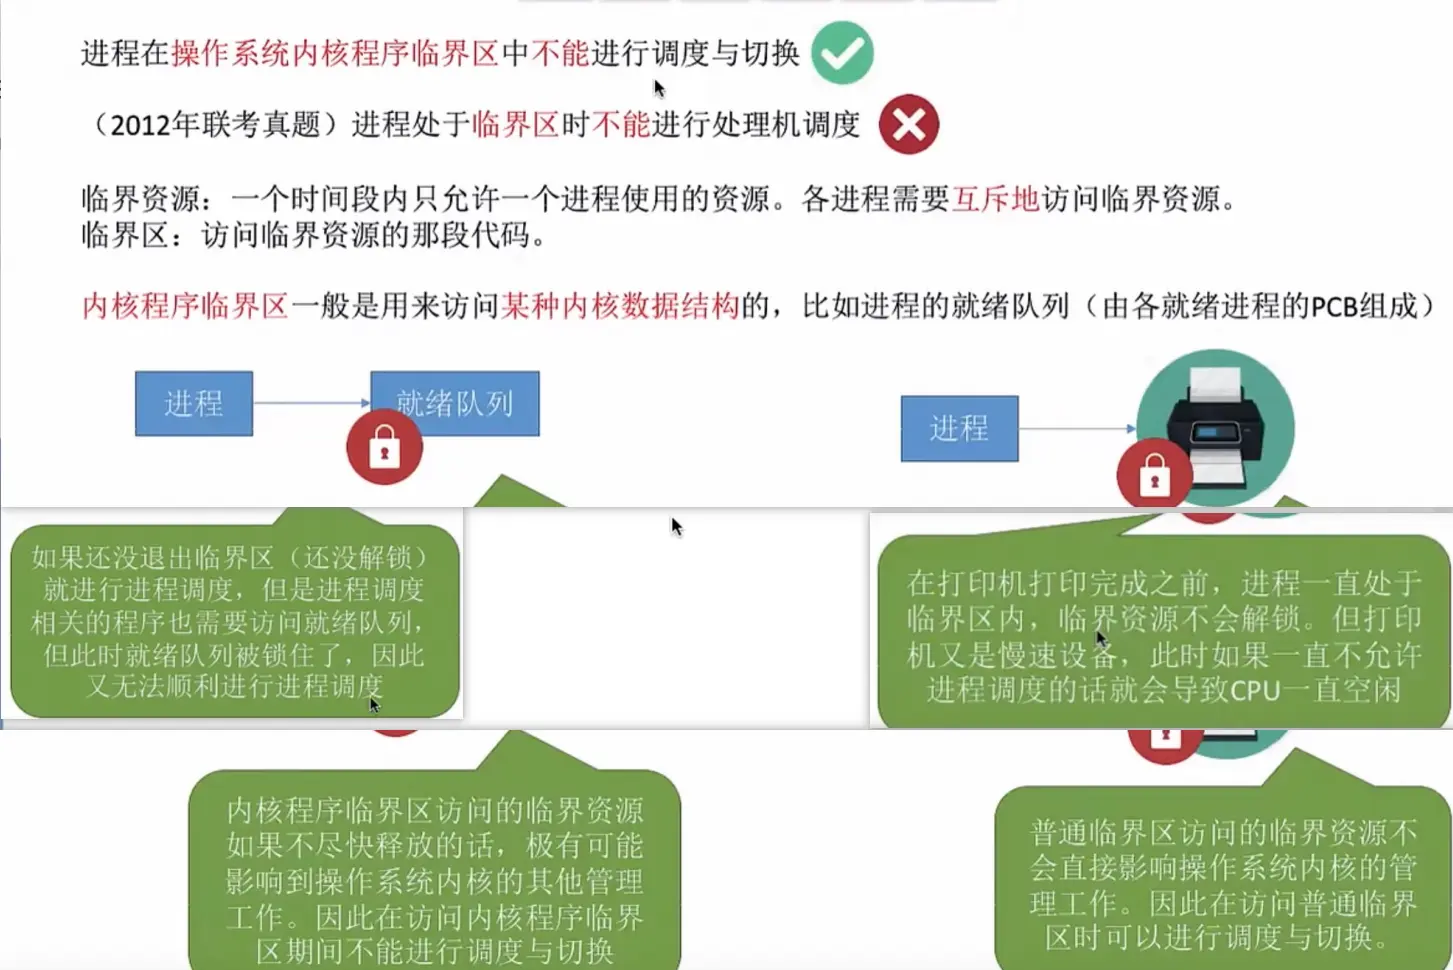 进程在操作系统内核程序临界区中不能进行调度与切换
（2012年联考真题）进程处于临界区时不能进行处理机调度
临界资源：一个时间段内只允许一个进程使用的资源。各进程需要互斥地访问临界资源。
临界区：访问临界资源的那段代码。
内核程序临界区一般是用来访问某种内核数据结构的，比如进程的就绪队列（由各就绪进程的PCB组成）
进程
就绪队列
进程
如果还没退出临界区（还没解锁）
就进行进程调度，但是进程调度
相关的程序也需要访问就绪队列，
但此时就绪队列被锁住了，因此
又无法顺利进行进程调度
在打印机打印完成之前，进程一直处于
临界区内，临界资源不会解锁。但打印
机又是慢速设备，此时如果一直不允许
进程调度的话就会导致CPU一直空闲
内核程序临界区访问的临界资源
如果不尽快释放的话，极有可能
影响到操作系统内核的其他管理
工作。因此在访问内核程序临界
区期间不能进行调度与切换
普通临界区访问的临界资源不
会直接影响操作系统内核的管
理工作。因此在访问普通临界
区时可以进行调度与切换。